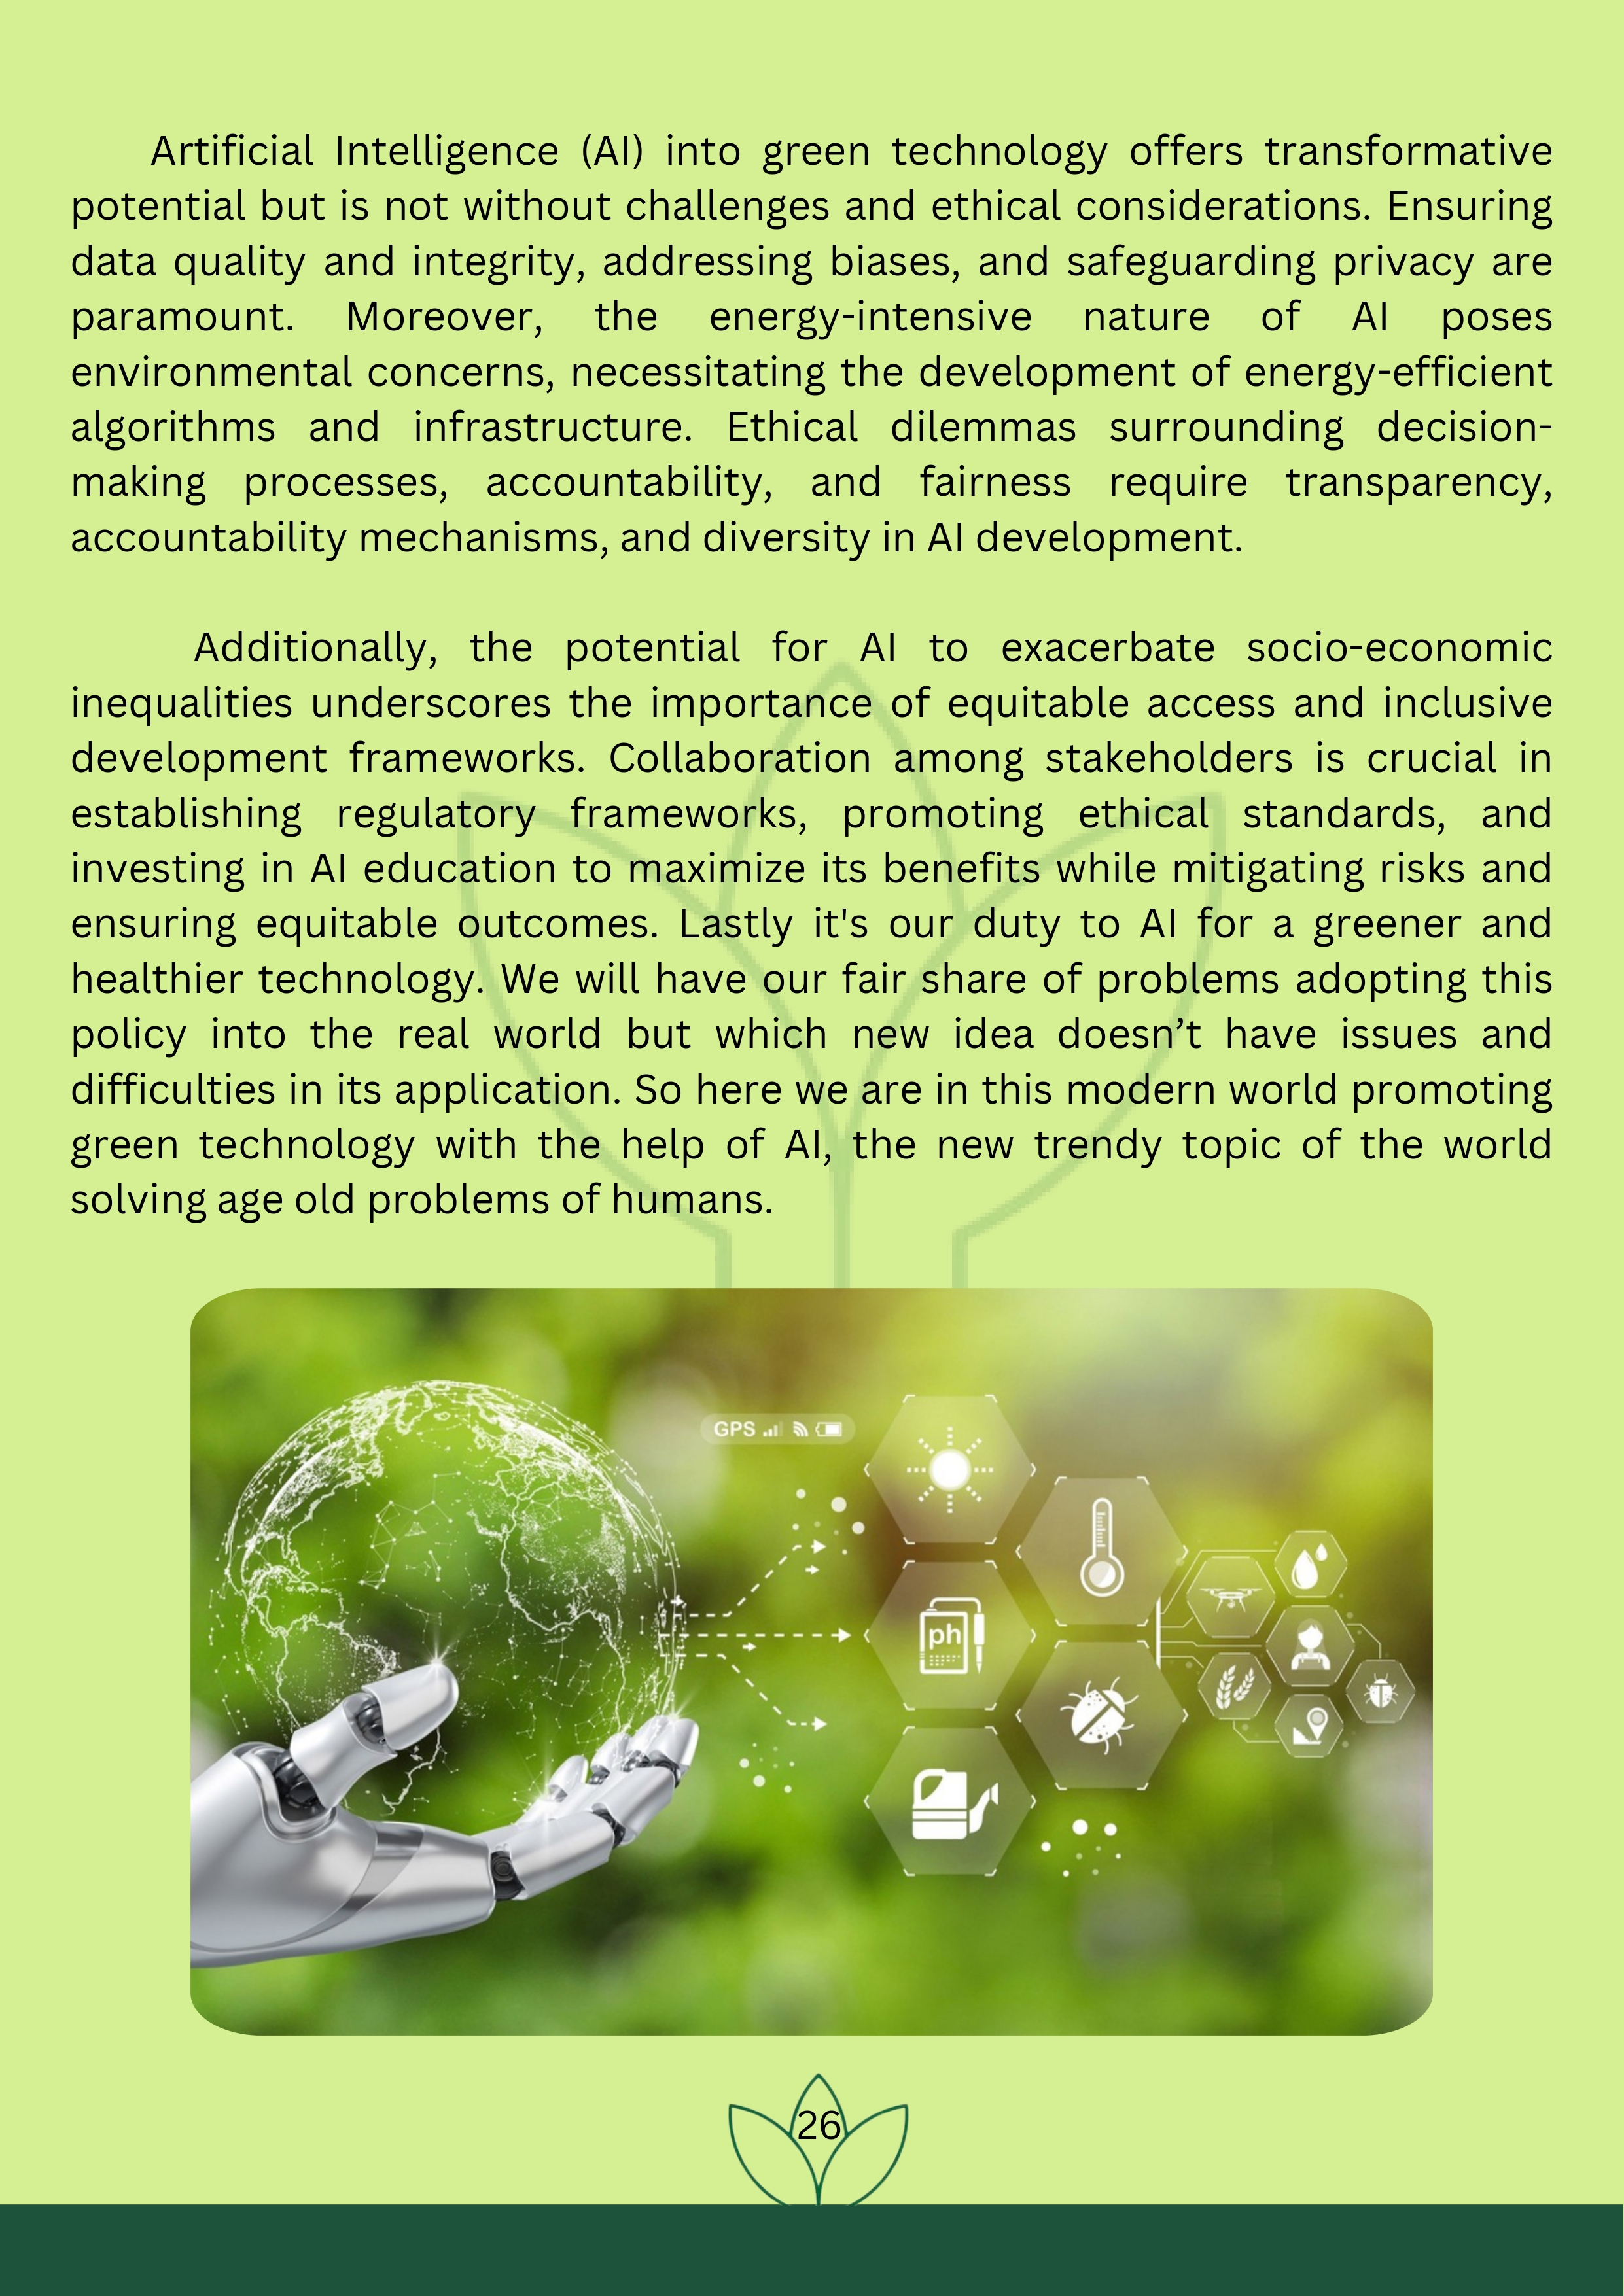 Artificial Intelligence (AI) into green technology offers transformative
potential but is not without challenges and ethical considerations. Ensuring
data quality and integrity, addressing biases, and safeguarding privacy are
paramount. Moreover, the energy-intensive nature of AI poses
environmental concerns, necessitating the development of energy-efficient
algorithms and infrastructure. Ethical dilemmas surrounding decision-
making processes, accountability, and fairness require transparency,
accountability mechanisms, and diversity in AI development.
Additionally, the potential for AI to exacerbate socio-economic
inequalities underscores the importance of equitable access and inclusive
development frameworks. Collaboration among stakeholders is crucial in
establishing regulatory frameworks, promoting ethical standards, and
investing in AI education to maximize its benefits while mitigating risks and
ensuring equitable outcomes. Lastly it's our duty to AI for a greener and
healthier technology. We will have our fair share of problems adopting this
policy into the real world but which new idea doesn’t have issues and
difficulties in its application. So here we are in this modern world promoting
green technology with the help of AI, the new trendy topic of the world
solving age old problems of humans.
GPS
ph
26